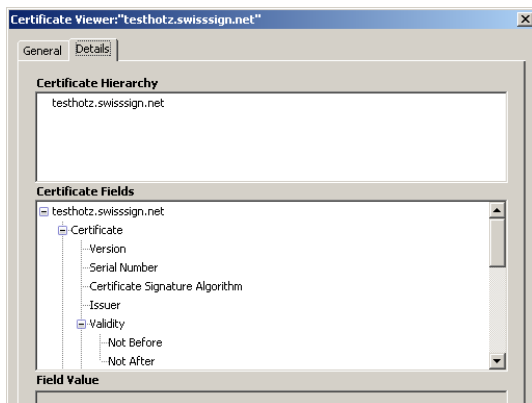 Certificate Viewer:"testhotz.swisssign.net"
General Details
Certificate Hierarchy
testhotz.swisssign.net
Certificate Fields
testhotz.swisssign.net
Certificate
Version
Serial Number
Certificate Signature Algorithm
Issuer
Validity
Not Before
Not After
Field Value